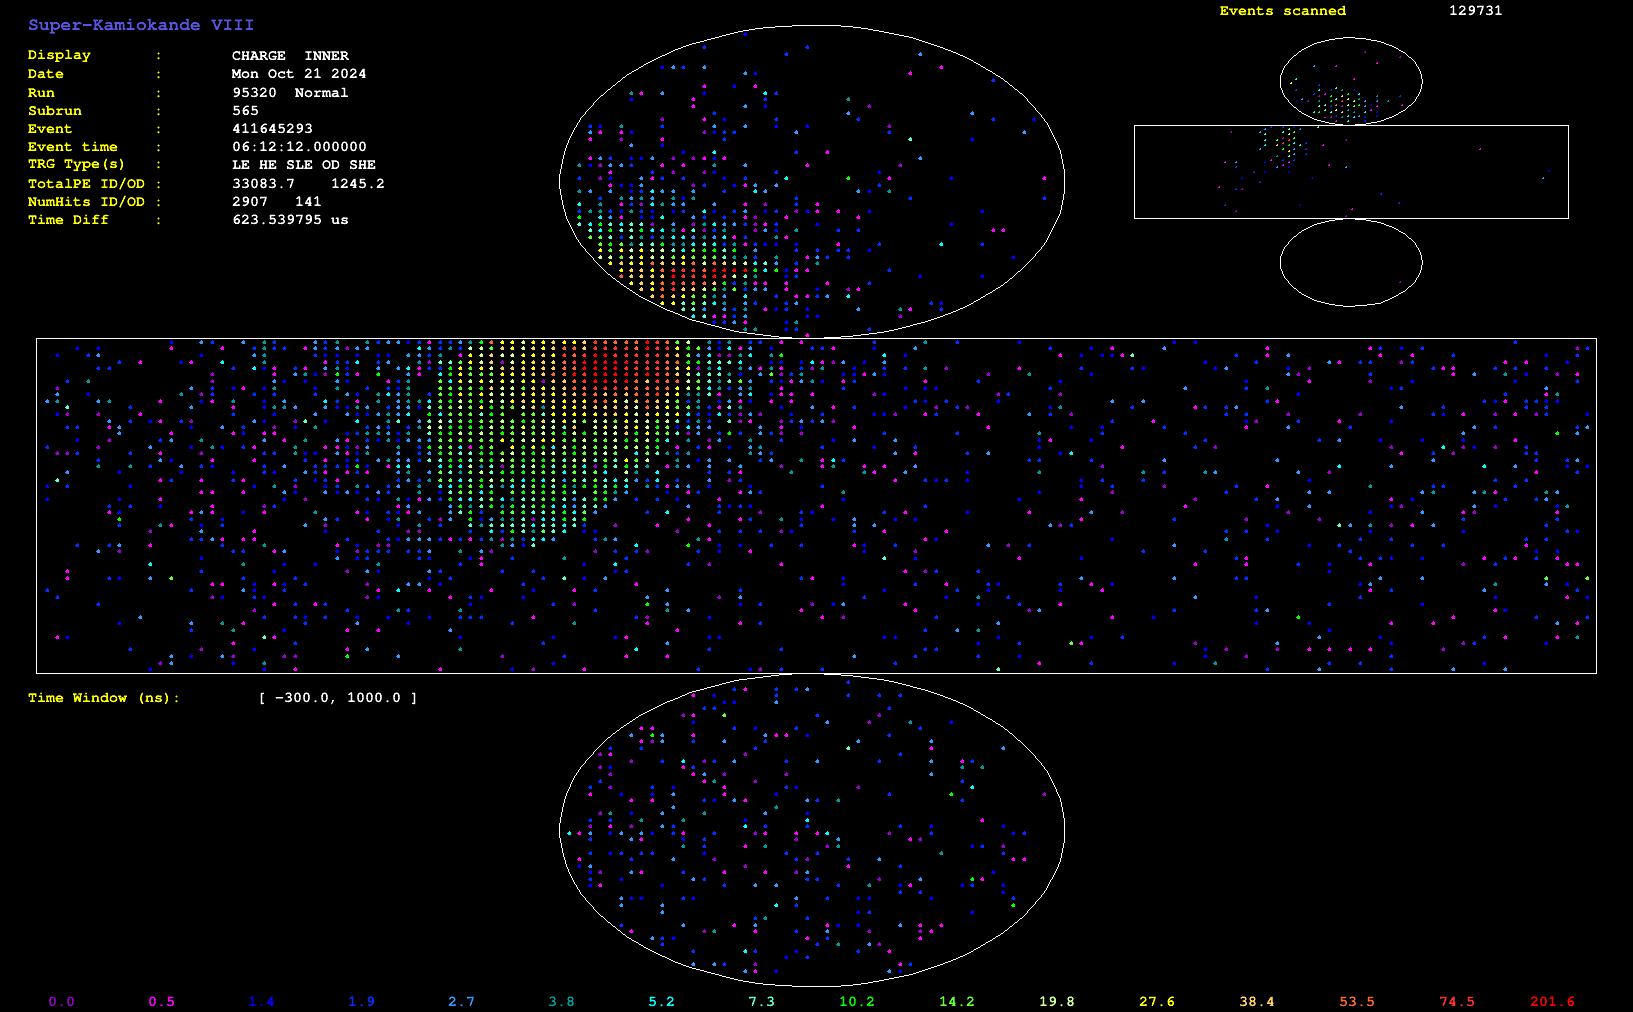 Super-Kamiokande VIII
Events scanned 129731
Display : CHARGE INNER
Date : Mon Oct 21 2024
Run : 95320 Normal
Subrun : 565
Event : 411645293
Event time : 06:12:12.000000
TRG Type(s) : LE HE SLE OD SHE
TotalPE ID/OD : 33083.7 1245.2
NumHits ID/OD : 2907 141
Time Diff : 623.539795 us
Time Window (ns): [ -300.0, 1000.0 ]
0.0 0.5 1.4 1.9 2.7 3.8 5.2 7.3 10.2 14.2 19.8 27.6 38.4 53.5 74.5 201.6